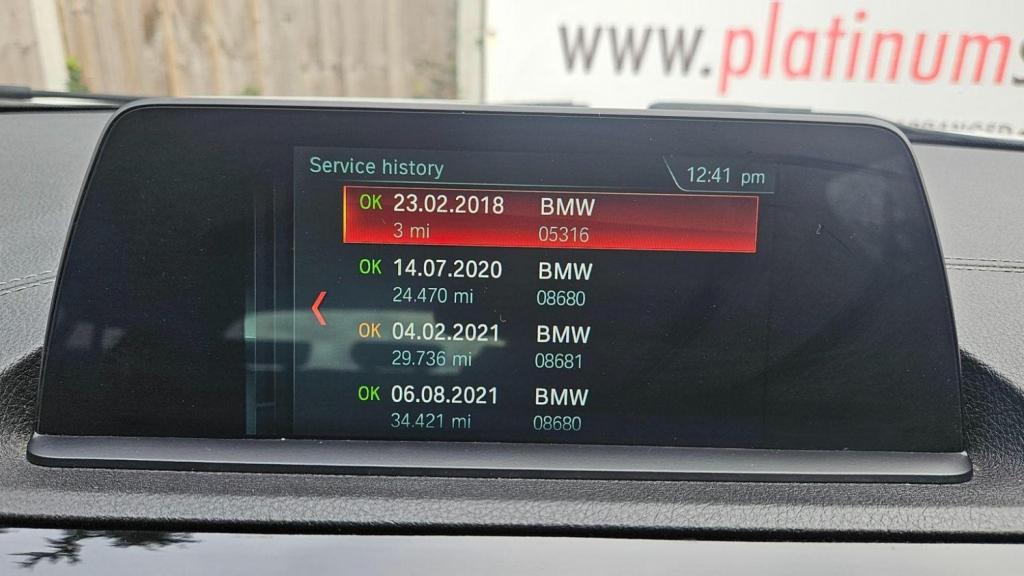 www.platinums
Service history
12:41 pm
OK 23.02.2018 BMW
3 mi 05316
OK 14.07.2020 BMW
24.470 mi 08680
OK 04.02.2021 BMW
29.736 mi 08681
OK 06.08.2021 BMW
34.421 mi 08680